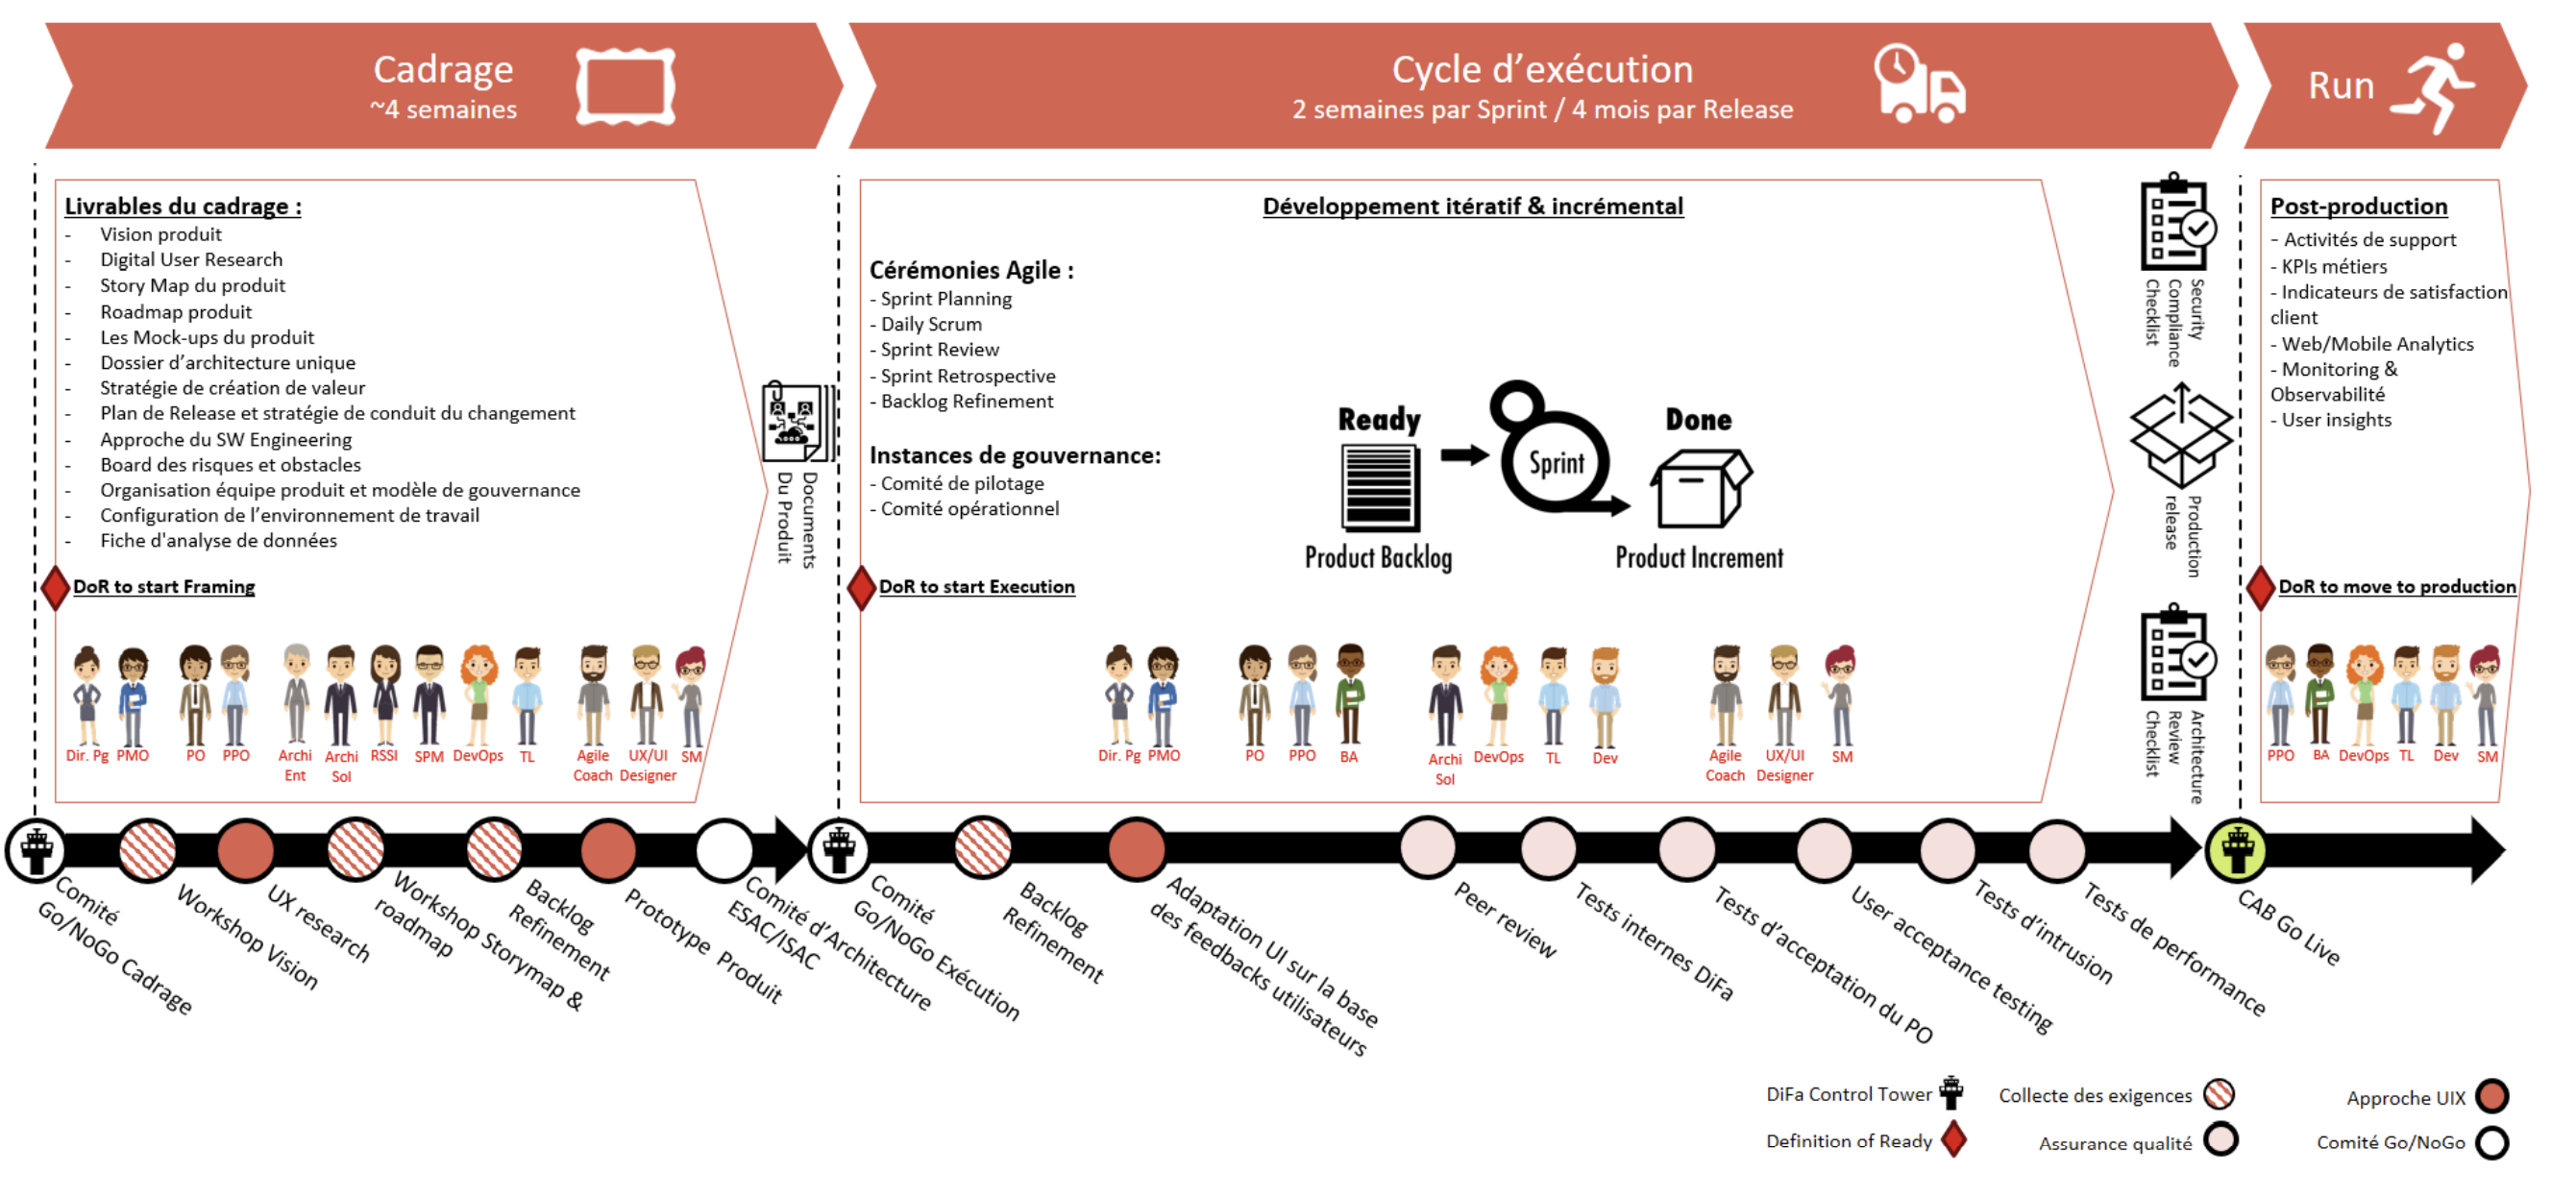 Cadrage
~4 semaines
Cycle d'exécution
2 semaines par Sprint / 4 mois par Release
Run
Livrables du cadrage :
- Vision produit
- Digital User Research
- Story Map du produit
- Roadmap produit
- Les Mock-ups du produit
- Dossier d'architecture unique
- Stratégie de création de valeur
- Plan de Release et stratégie de conduit du changement
- Approche du SW Engineering
- Board des risques et obstacles
- Organisation équipe produit et modèle de gouvernance
- Configuration de l'environnement de travail
- Fiche d'analyse de données
DoR to start Framing
Dir. Pg
PMO
PO
PPO
Archi
Ent
Archi
Sol
RSSI
SPM
DevOps
TL
Agile
Coach
UX/UI
Designer
SM
Documents
Du Produit
Développement itératif & incrémental
Cérémonies Agile :
- Sprint Planning
- Daily Scrum
- Sprint Review
- Sprint Retrospective
- Backlog Refinement
Instances de gouvernance:
- Comité de pilotage
- Comité opérationnel
Ready
Product Backlog
Sprint
Done
Product Increment
DoR to start Execution
Dir. Pg
PMO
PO
PPO
BA
Archi
Sol
DevOps
TL
Dev
Agile
Coach
UX/UI
Designer
SM
Security
Compliance
Checklist
Production
release
Architecture
Review
Checklist
Post-production
- Activités de support
- KPIs métiers
- Indicateurs de satisfaction
client
- Web/Mobile Analytics
- Monitoring &
Observabilité
- User insights
DoR to move to production
PPO
BA
DevOps
TL
Dev
SM
Comité
Go/NoGo Cadrage
Workshop Vision
UX research
Workshop Storymap &
roadmap
Backlog
Refinement
Prototype Produit
Comité d'Architecture
ESAC/ISAC
Comité
Go/NoGo Exécution
Backlog
Refinement
Adaptation UI sur la base
des feedbacks utilisateurs
Peer review
Tests internes DiFa
Tests d'acceptation du PO
User acceptance testing
Tests d'intrusion
Tests de performance
CAB Go Live
DiFa Control Tower
Collecte des exigences
Approche UIX
Definition of Ready
Assurance qualité
Comité Go/NoGo